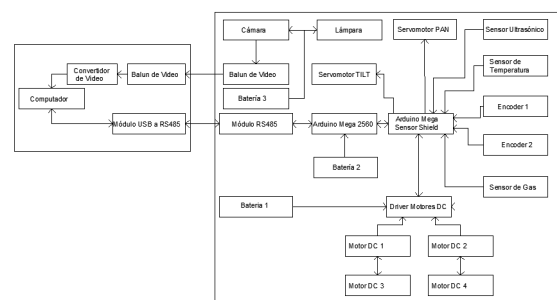 Cámara
Lámpara
Servomotor PAN
Sensor Ultrasónico
Convertidor
de Video
Balun de Video
Balun de Video
Servomotor TILT
Sensor de
Temperatura
Computador
Batería 3
Encoder 1
Módulo USB a RS485
Módulo RS485
Arduino Mega 2560
Arduino Mega
Sensor Shield
Encoder 2
Batería 2
Sensor de Gas
Bateria 1
Driver Motores DC
Motor DC 1
Motor DC 2
Motor DC 3
Motor DC 4